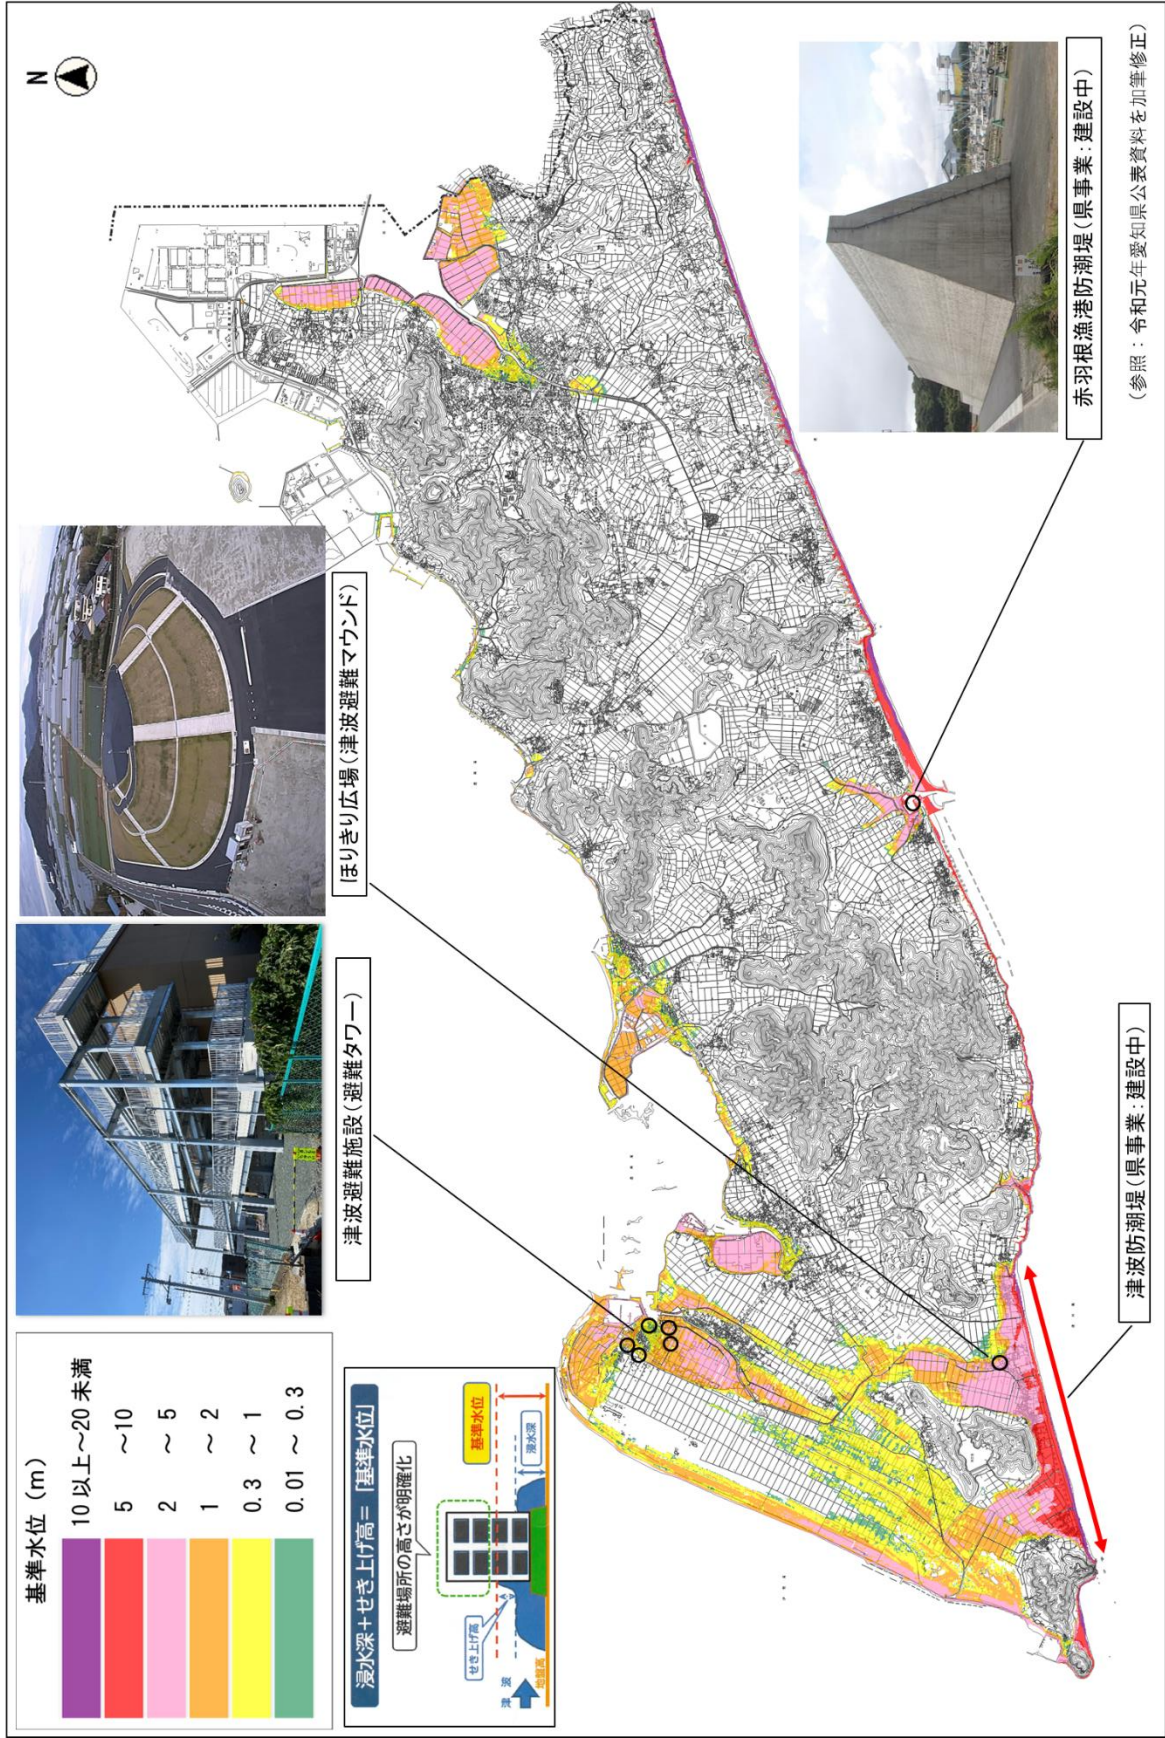 N
基準水位 (m)
10 以上～20 未満
5 ～10
2 ～ 5
1 ～ 2
0.3 ～ 1
0.01 ～ 0.3
津波避難施設(避難タワー)
ほりきり広場(津波避難マウンド)
浸水深+せき上げ高=「基準水位」
避難場所の高さが明確化
基準水位
せき上げ高
浸水深
津 波
地盤高
津波防潮堤(県事業:建設中)
赤羽根漁港防潮堤(県事業:建設中)
(参照:令和元年愛知県公表資料を加筆修正)